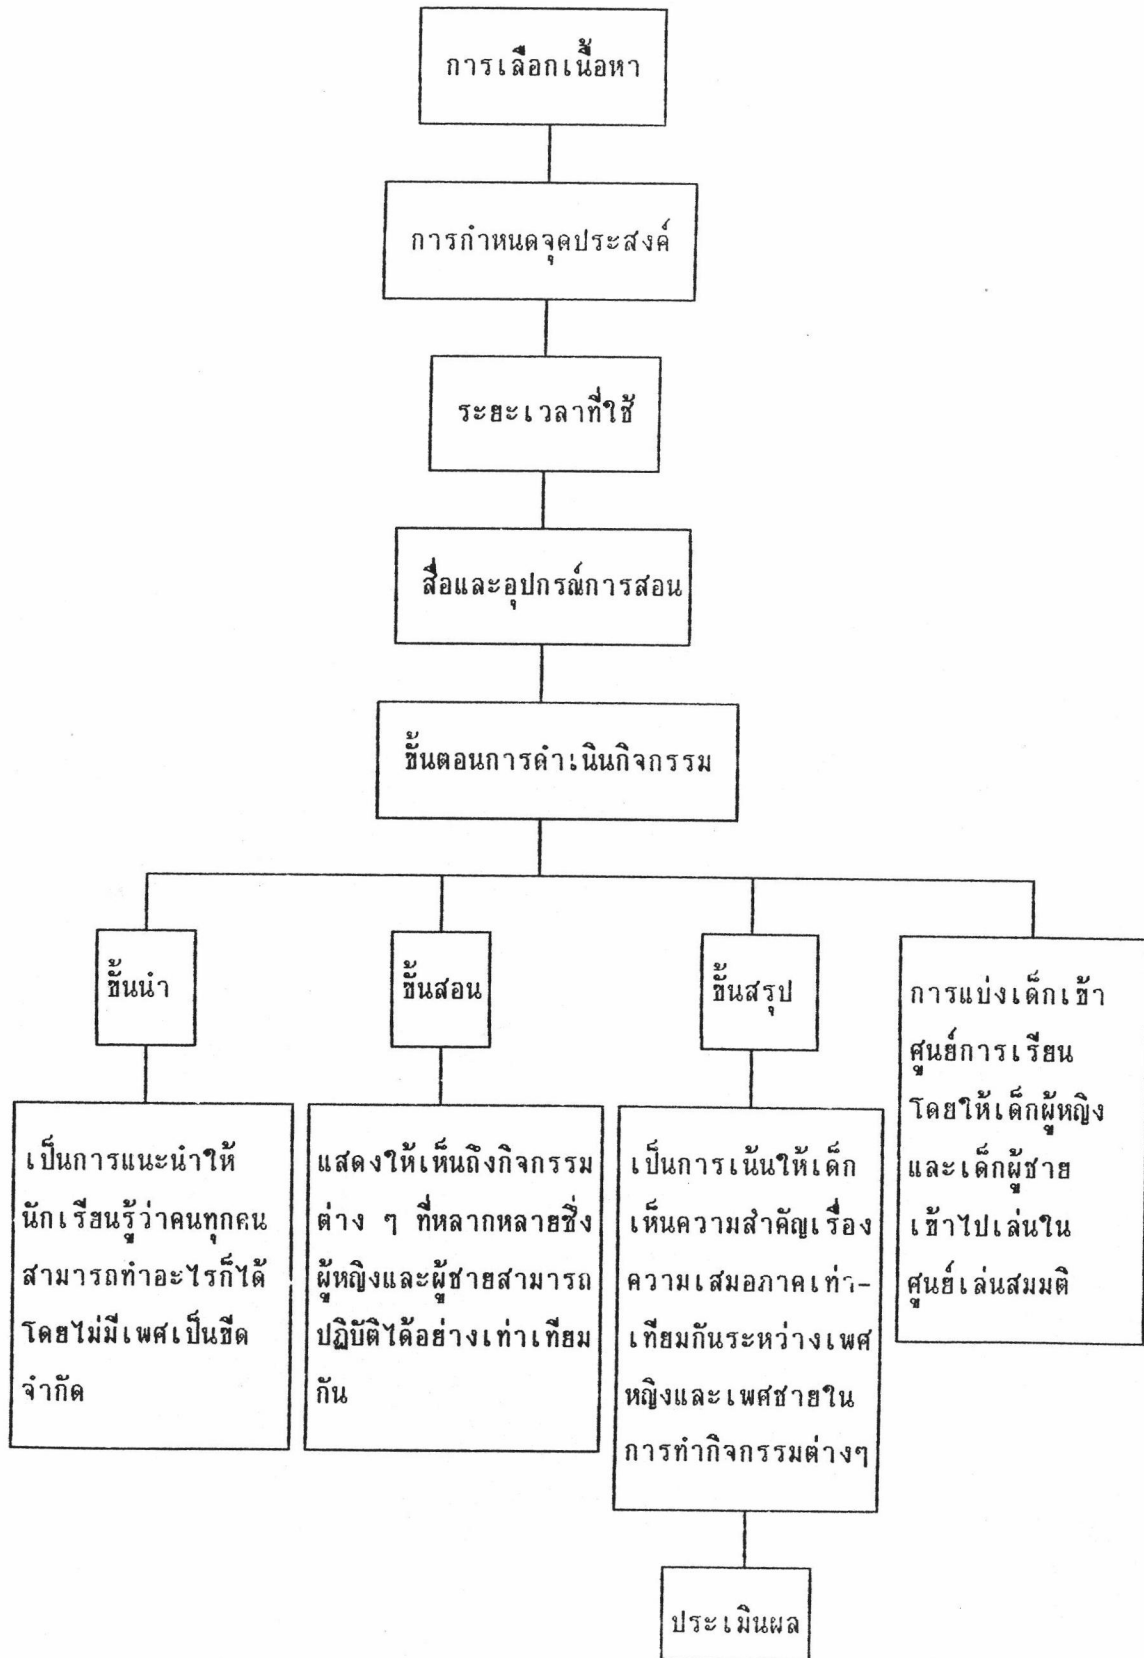 การเลือกเนื้อหา
การกำหนดจุดประสงค์
ระยะเวลาที่ใช้
สื่อและอุปกรณ์การสอน
ขั้นตอนการดำเนินกิจกรรม
ขั้นนำ
เป็นการแนะนำให้
นักเรียนรู้ว่าคนทุกคน
สามารถทำอะไรก็ได้
โดยไม่มีเพศเป็นขีด
จำกัด
ขั้นสอน
แสดงให้เห็นถึงกิจกรรม
ต่าง ๆ ที่หลากหลายซึ่ง
ผู้หญิงและผู้ชายสามารถ
ปฏิบัติได้อย่างเท่าเทียม
กัน
ขั้นสรุป
เป็นการเน้นให้เด็ก
เห็นความสำคัญเรื่อง
ความเสมอภาคเท่า-
เทียมกันระหว่างเพศ
หญิงและเพศชายใน
การทำกิจกรรมต่างๆ
การแบ่งเด็กเข้า
ศูนย์การเรียน
โดยให้เด็กผู้หญิง
และเด็กผู้ชาย
เข้าไปเล่นใน
ศูนย์เล่นสมมติ
ประเมินผล